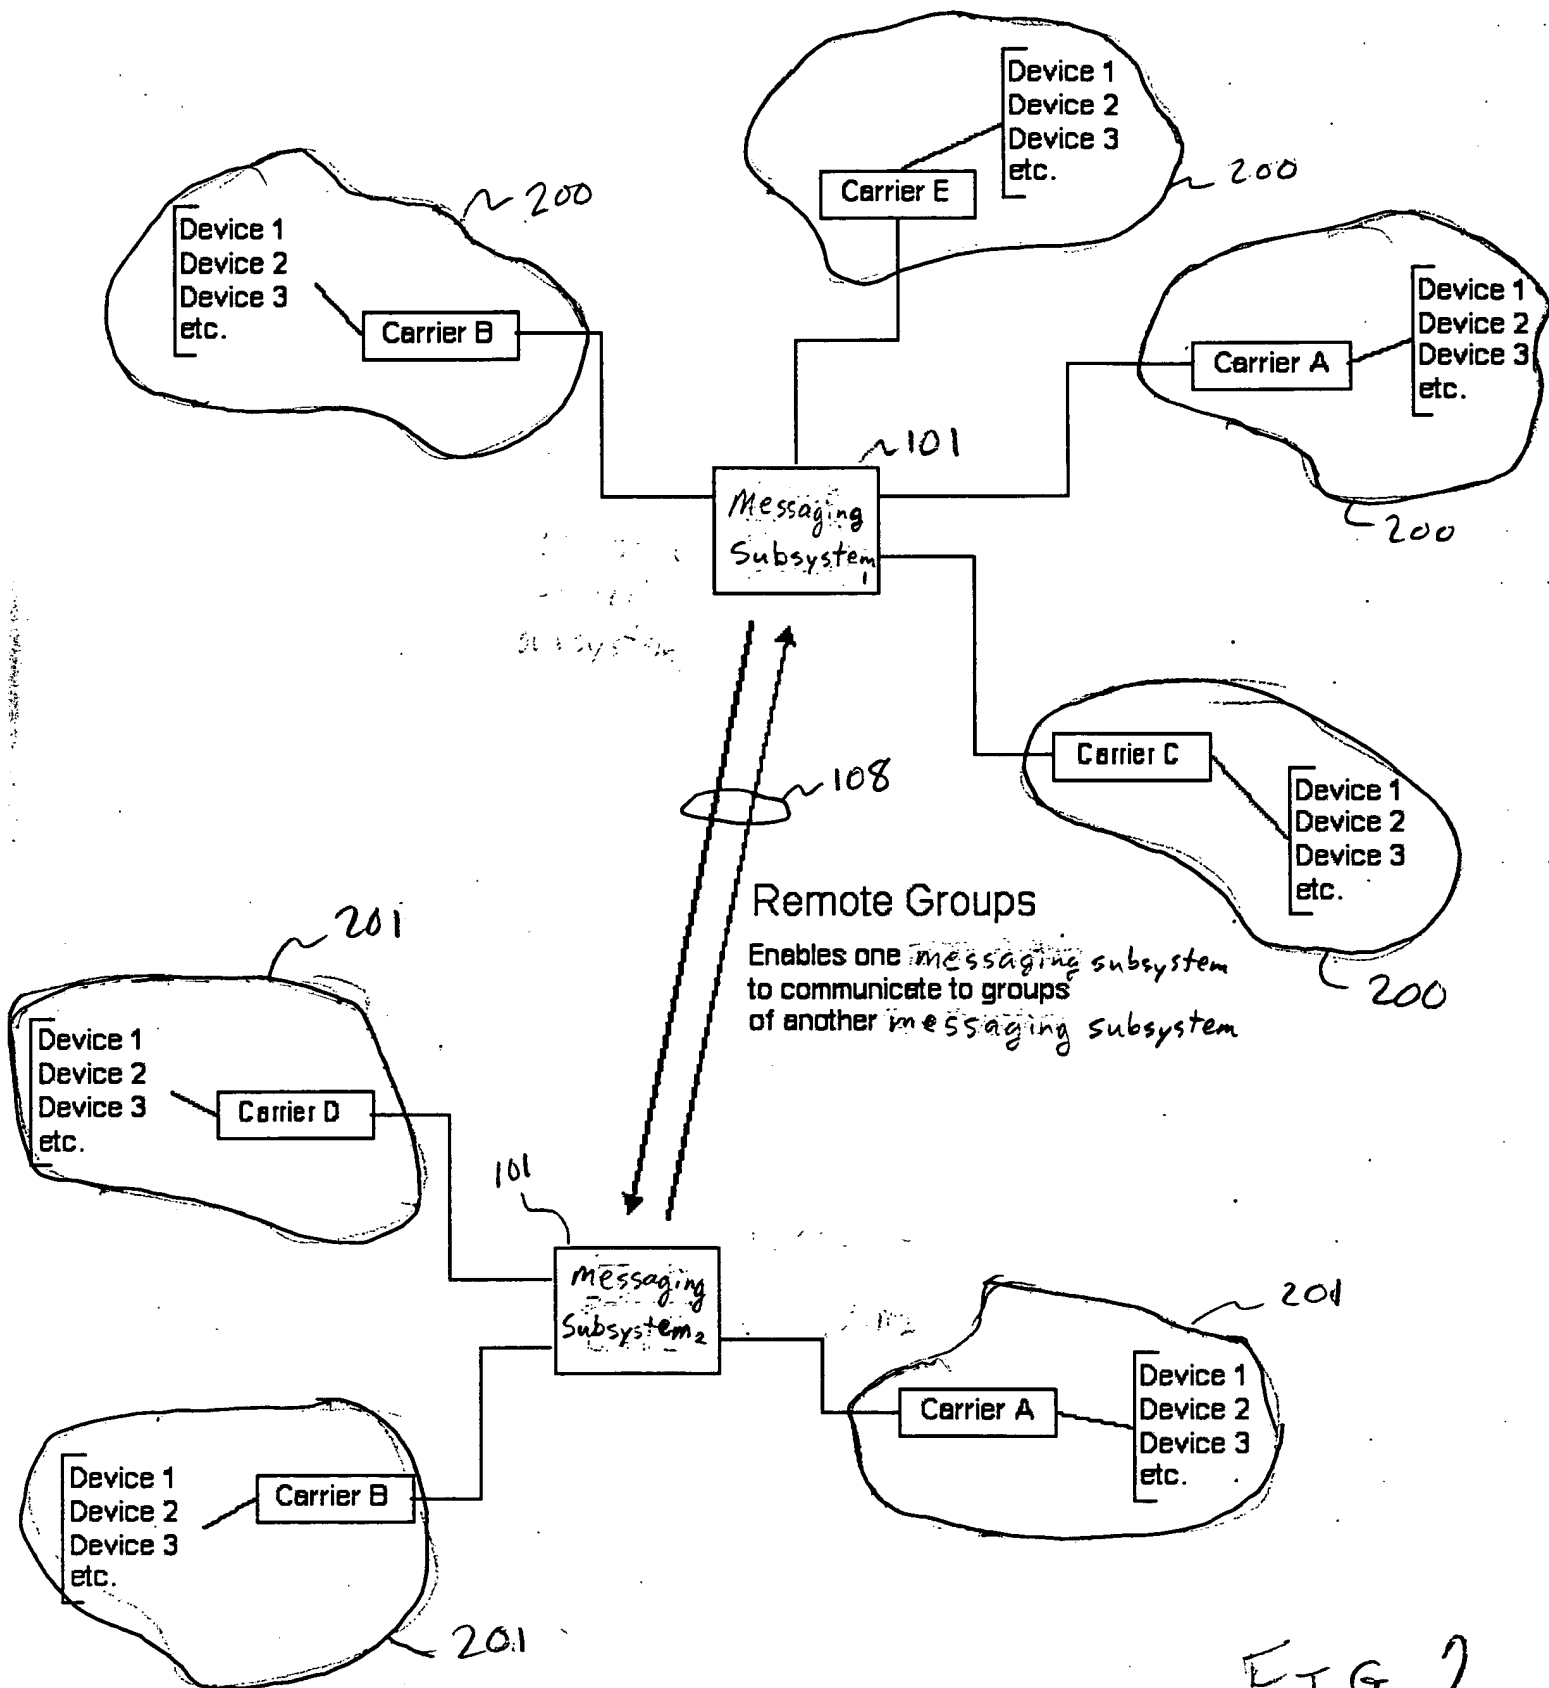 Device 1
Device 2
Device 3
etc.
Carrier E
200
200
Device 1
Device 2
Device 3
etc.
Carrier B
Device 1
Device 2
Device 3
etc.
Carrier A
200
101
Messaging
Subsystem1
Carrier C
Device 1
Device 2
Device 3
etc.
200
108
Remote Groups
Enables one messaging subsystem
to communicate to groups
of another messaging subsystem
201
Device 1
Device 2
Device 3
etc.
Carrier D
101
Messaging
Subsystem2
201
Carrier A
Device 1
Device 2
Device 3
etc.
Device 1
Device 2
Device 3
etc.
Carrier B
201
FIG 2